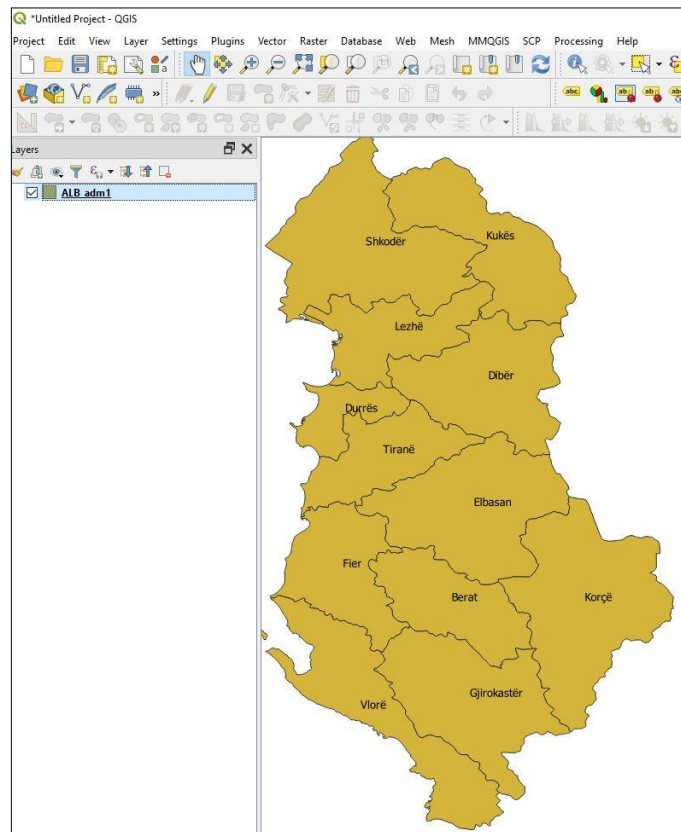 *Untitled Project - QGIS
Project Edit View Layer Settings Plugins Vector Raster Database Web Mesh MMQGIS SCP Processing Help
Layers
ALB_adm1
Shkodër
Kukës
Lezhë
Dibër
Durrës
Tiranë
Elbasan
Fier
Berat
Korçë
Gjirokastër
Vlorë